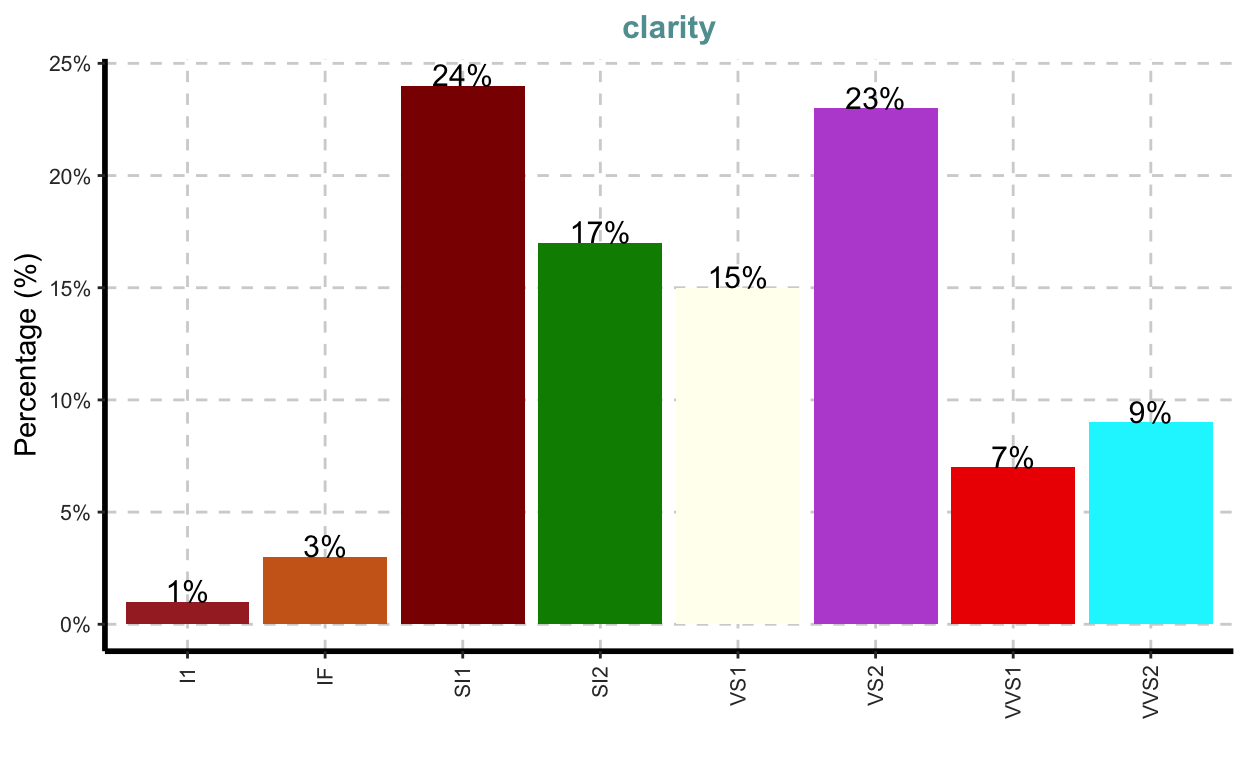 clarity
Percentage (%)
25%
20%
15%
10%
5%
0%
1%
3%
24%
17%
15%
23%
7%
9%
I1
IF
SI1
SI2
VS1
VS2
VVS1
VVS2